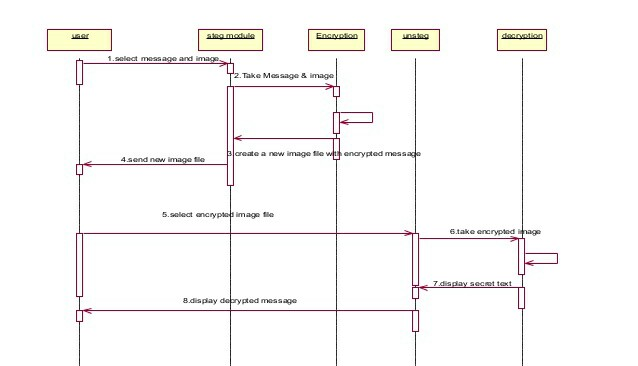 user
steg module
Encryption
unsteg
decryption
1.select message and image
2.Take Message & image
3.create a new image file with encrypted message
4.send new image file
5.select encrypted image file
6.take encrypted image
7.display secret text
8.display decrypted message